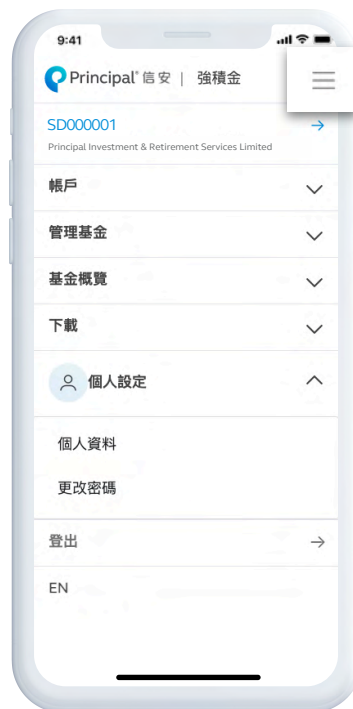 9:41
Principal® 信安 | 強積金
SD000001
Principal Investment & Retirement Services Limited
帳戶
管理基金
基金概覽
下載
個人設定
個人資料
更改密碼
登出
EN